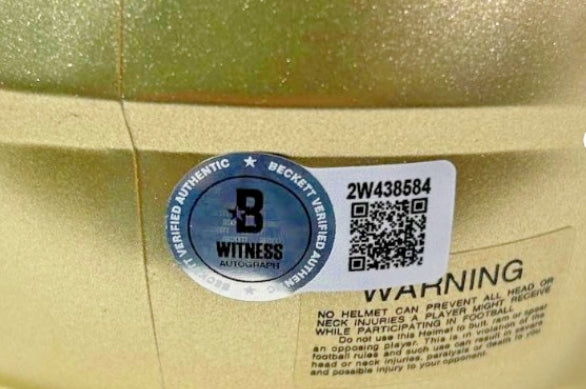 BECKETT VERIFIED AUTHENTIC ★ BECKETT VERIFIED AUTHEN
B
WITNESS
AUTOGRAPH
2W438584
WARNING
NO HELMET CAN PREVENT ALL HEAD OR
NECK INJURIES A PLAYER MIGHT RECEIVE
WHILE PARTICIPATING IN FOOTBALL
Do not use this Helmet to butt, ram or spear
an opposing player. This is in violation of the
football rules and such use can result in severe
head or neck injuries, paralysis or death to you
and possible injury to your opponent.